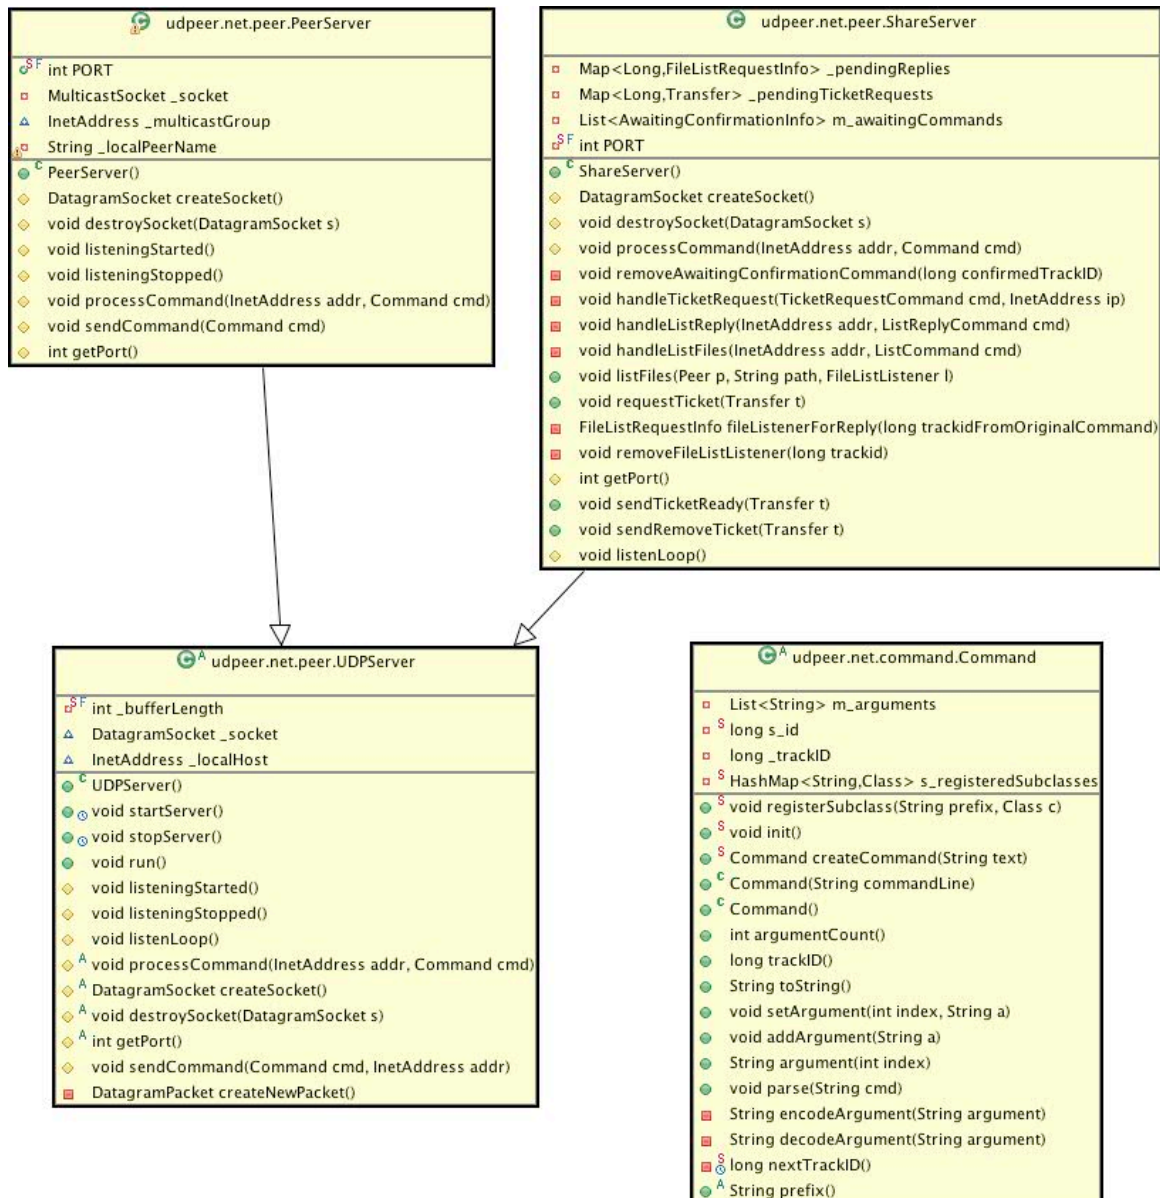 udpeer.net.peer.PeerServer
int PORT
MulticastSocket _socket
InetAddress _multicastGroup
String _localPeerName
PeerServer()
DatagramSocket createSocket()
void destroySocket(DatagramSocket s)
void listeningStarted()
void listeningStopped()
void processCommand(InetAddress addr, Command cmd)
void sendCommand(Command cmd)
int getPort()
udpeer.net.peer.ShareServer
Map<Long,FileListRequestInfo> _pendingReplies
Map<Long,Transfer> _pendingTicketRequests
List<AwaitingConfirmationInfo> m_awaitingCommands
int PORT
ShareServer()
DatagramSocket createSocket()
void destroySocket(DatagramSocket s)
void processCommand(InetAddress addr, Command cmd)
void removeAwaitingConfirmationCommand(long confirmedTrackID)
void handleTicketRequest(TicketRequestCommand cmd, InetAddress ip)
void handleListReply(InetAddress addr, ListReplyCommand cmd)
void handleListFiles(InetAddress addr, ListCommand cmd)
void listFiles(Peer p, String path, FileListListener l)
void requestTicket(Transfer t)
FileListRequestInfo fileListenerForReply(long trackidFromOriginalCommand)
void removeFileListListener(long trackid)
int getPort()
void sendTicketReady(Transfer t)
void sendRemoveTicket(Transfer t)
void listenLoop()
udpeer.net.peer.UDPServer
int _bufferLength
DatagramSocket _socket
InetAddress _localHost
UDPServer()
void startServer()
void stopServer()
void run()
void listeningStarted()
void listeningStopped()
void listenLoop()
void processCommand(InetAddress addr, Command cmd)
DatagramSocket createSocket()
void destroySocket(DatagramSocket s)
int getPort()
void sendCommand(Command cmd, InetAddress addr)
DatagramPacket createNewPacket()
udpeer.net.command.Command
List<String> m_arguments
long s_id
long _trackID
HashMap<String,Class> s_registeredSubclasses
void registerSubclass(String prefix, Class c)
void init()
Command createCommand(String text)
Command(String commandLine)
Command()
int argumentCount()
long trackID()
String toString()
void setArgument(int index, String a)
void addArgument(String a)
String argument(int index)
void parse(String cmd)
String encodeArgument(String argument)
String decodeArgument(String argument)
long nextTrackID()
String prefix()